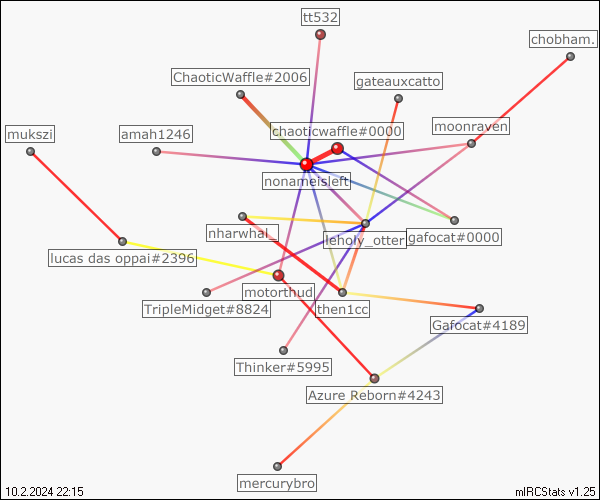 tt532
chobham.
ChaoticWaffle#2006
gateauxcatto
mukszi
amah1246
chaoticwaffle#0000
moonraven
nonameisleft
nharwhal_
leholy_otter
gafocat#0000
lucas das oppai#2396
motorthud
TripleMidget#8824
then1cc
Gafocat#4189
Thinker#5995
Azure Reborn#4243
mercurybro
10.2.2024 22:15
mIRCStats v1.25